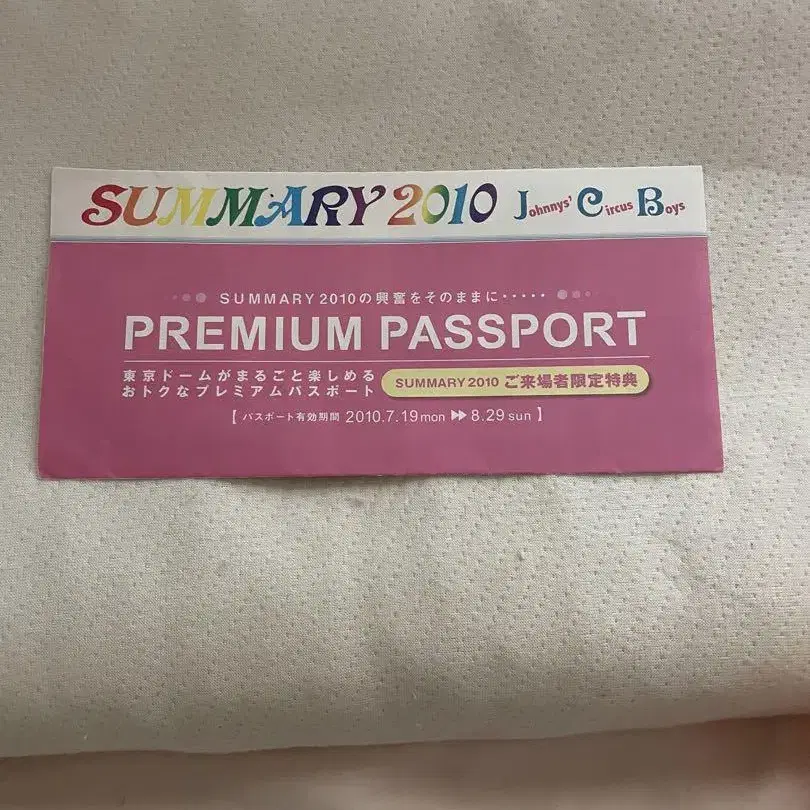 SUMMARY 2010 Johnnys' Circus Boys
SUMMARY 2010の興奮をそのままに・・・・・
PREMIUM PASSPORT
東京ドームがまるごと楽しめる
おトクなプレミアムパスポート
SUMMARY 2010 ご来場者限定特典
【 パスポート有効期間 2010.7.19 mon ▶▶ 8.29 sun 】